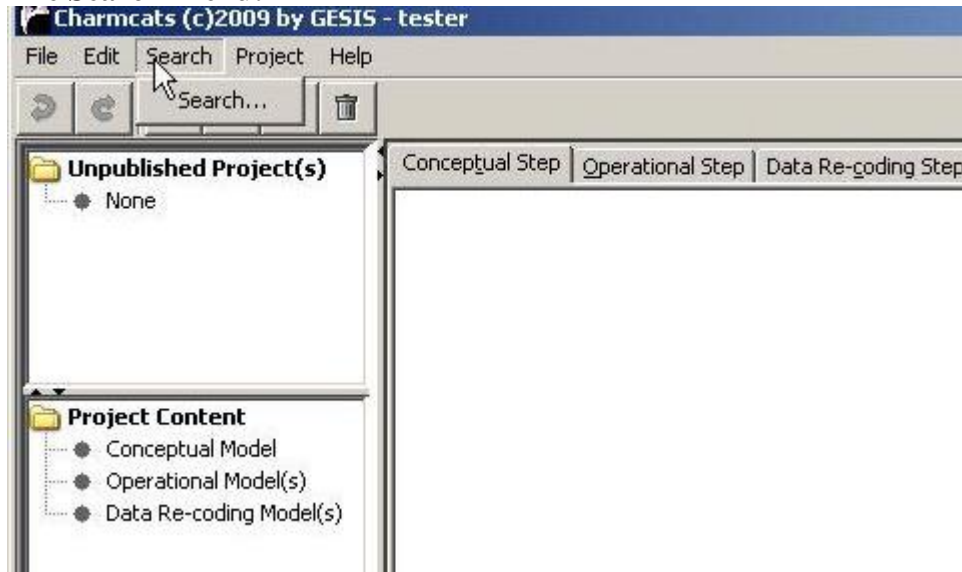 Charmcats (c)2009 by GESIS - tester
File Edit Search Project Help
Search...
Unpublished Project(s)
None
Conceptual Step Operational Step Data Re-coding Step
Project Content
Conceptual Model
Operational Model(s)
Data Re-coding Model(s)